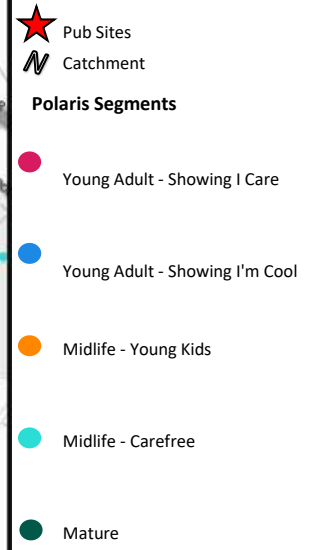 Pub Sites
Catchment
Polaris Segments
Young Adult - Showing I Care
Young Adult - Showing I'm Cool
Midlife - Young Kids
Midlife - Carefree
Mature